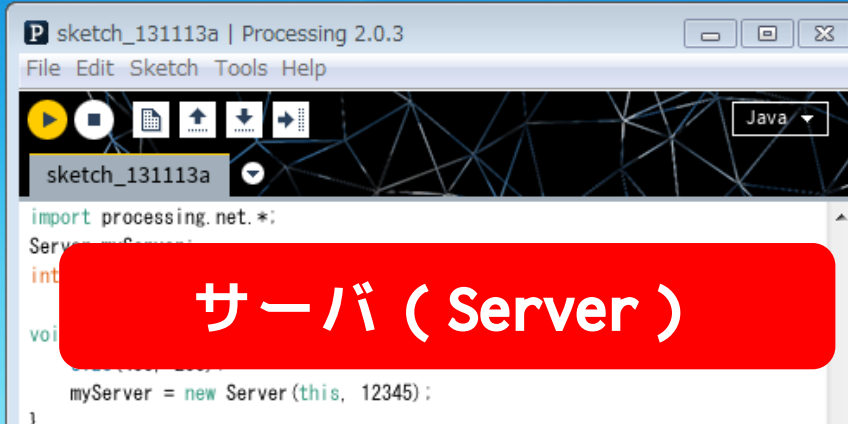 sketch_131113a | Processing 2.0.3
File Edit Sketch Tools Help
Java
sketch_131113a
import processing.net.*;
int
サーバ ( Server )
myServer = new Server(this, 12345);
}